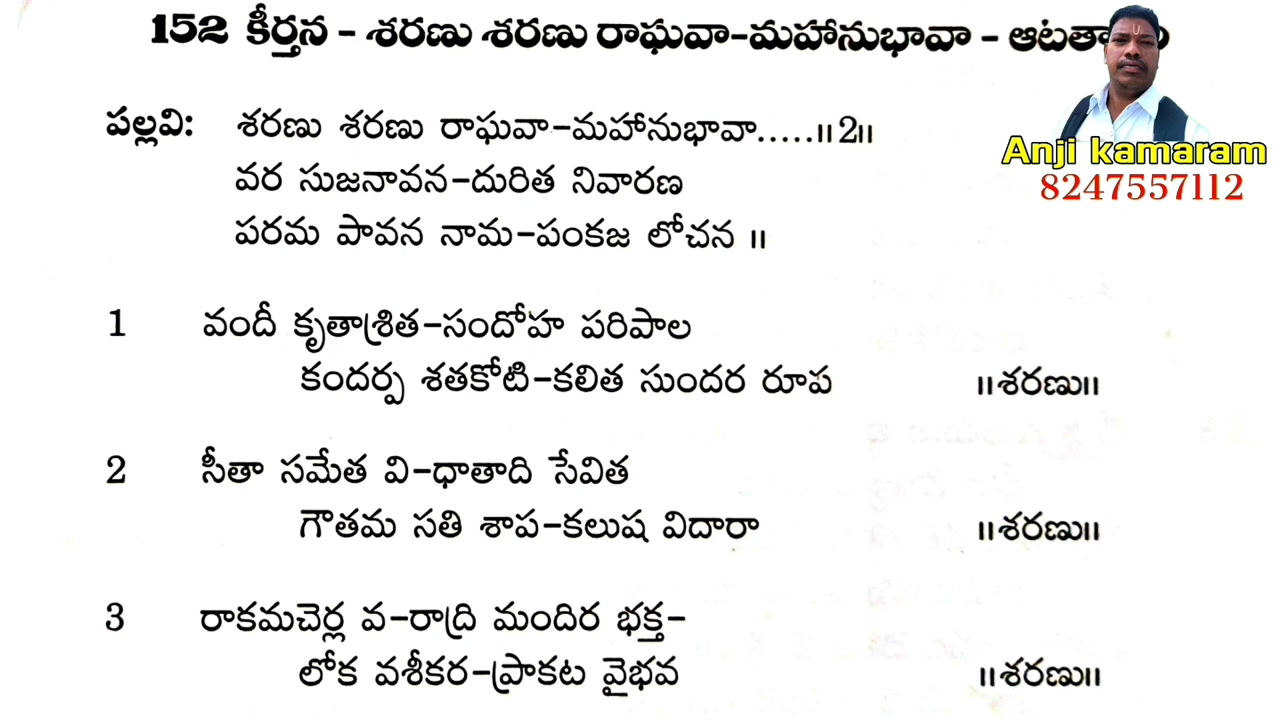 152 కీర్తన - శరణు శరణు రాఘవా-మహానుభావా -
పల్లవి: శరణు శరణు రాఘవా-మహానుభావా.....॥2॥
వర సుజనావన-దురిత నివారణ
పరమ పావన నామ-పంకజ లోచన ॥
Anji kamaram
8247557112
1 వందీ కృతాశ్రిత-సందోహ పరిపాల
కందర్ప శతకోటి-కలిత సుందర రూప ॥శరణు॥
2 సీతా సమేత వి-ధాతాది సేవిత
గౌతమ సతి శాప-కలుష విదారా ॥శరణు॥
3 రాకమచెర్ల వ-రాద్రి మందిర భక్త-
లోక వశీకర-ప్రాకట వైభవ ॥శరణు॥